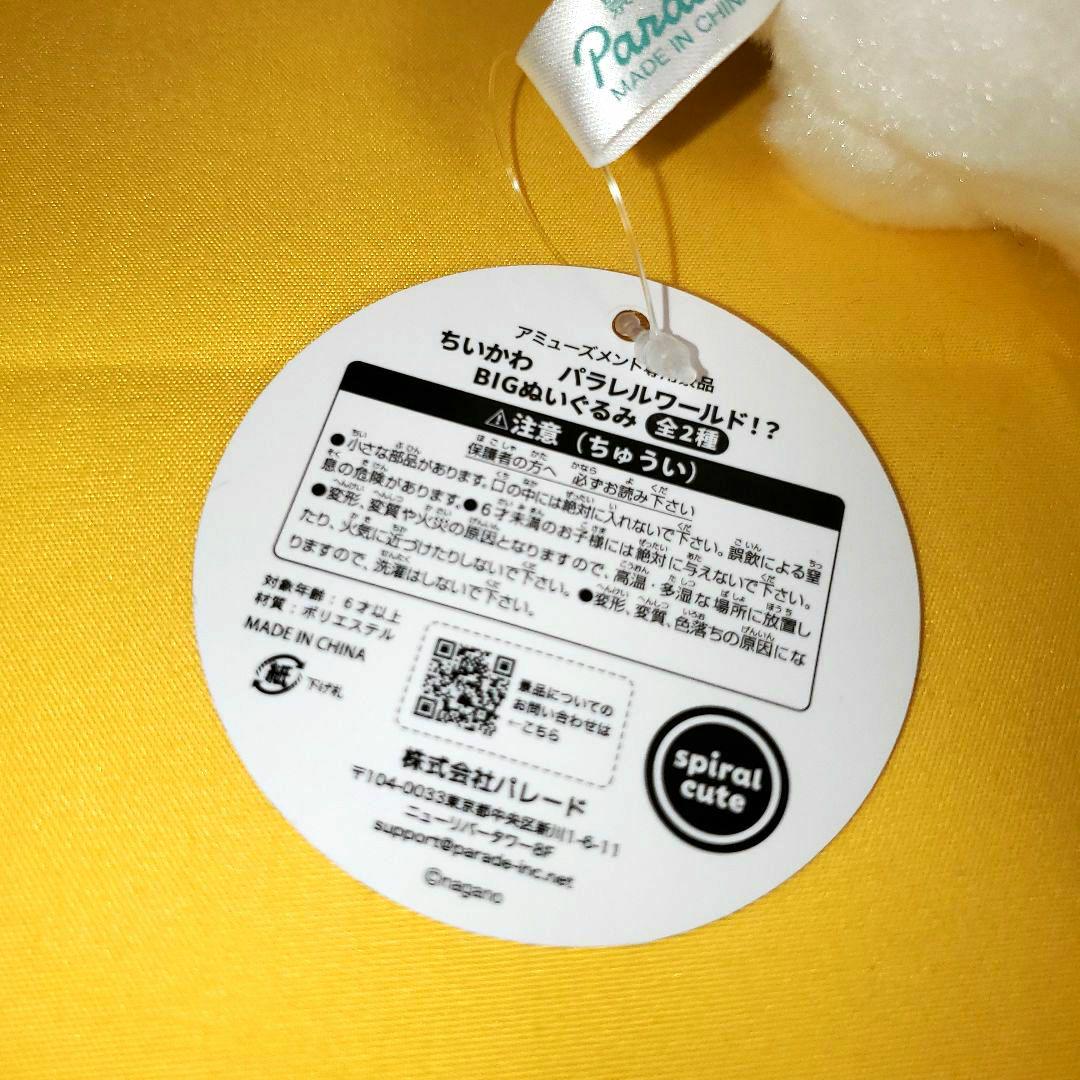 MADE IN CHIN
アミューズメント専用景品
ちいかわ パラレルワールド!?
BIGぬいぐるみ 全2種
⚠注意（ちゅうい）
保護者の方へ 必ずお読み下さい
●小さな部品があります。口の中には絶対に入れないで下さい。誤飲による窒
息の危険があります。●6才未満のお子様には絶対に与えないで下さい。
●変形、変質や火災の原因となりますので、高温・多湿な場所に放置し
たり、火気に近づけたりしないで下さい。●変形、変質、色落ちの原因にな
りますので、洗濯はしないで下さい。
対象年齢：6才以上
材質：ポリエステル
MADE IN CHINA
紙 下げ札
景品についての
お問い合わせは
←こちら
株式会社パレード
〒104-0033東京都中央区新川1-6-11
ニューリバータワー8F
support@parade-inc.net
©nagano
spiral
cute